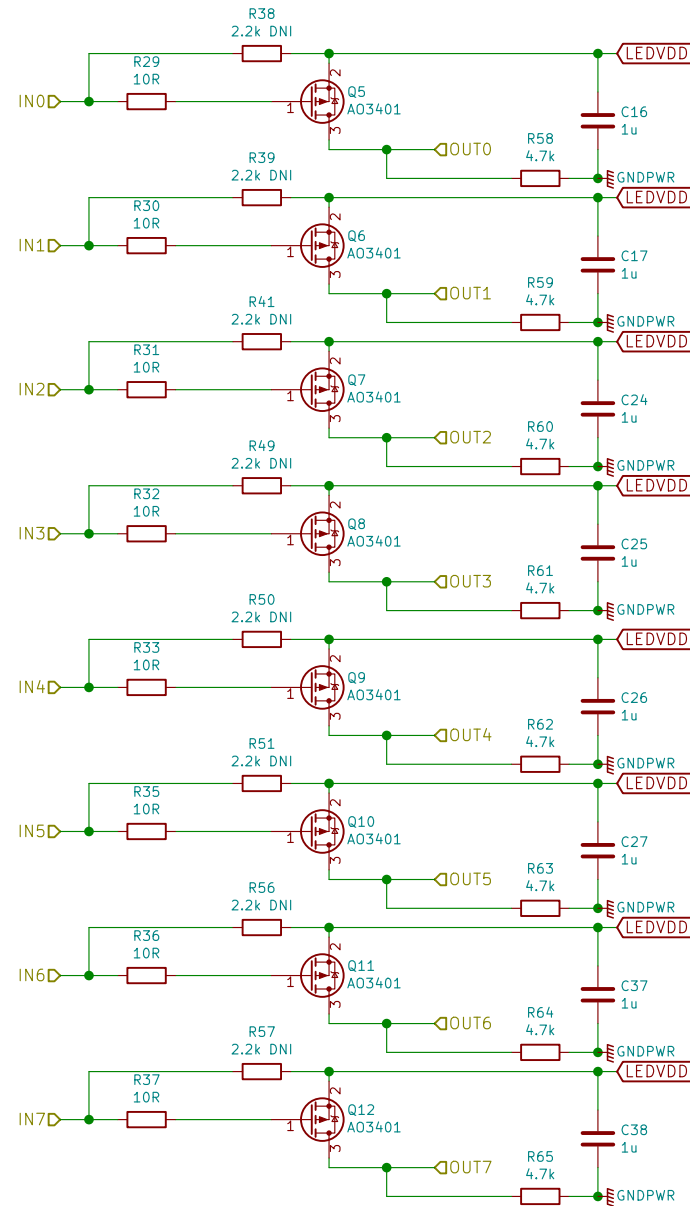 R38
2.2k DNI
LEDVDD
R29
10R
2
Q5
AO3401
IN0
1
C16
1u
3
OUT0
R58
4.7k
GNDPWR
R39
2.2k DNI
LEDVDD
R30
10R
2
Q6
AO3401
IN1
1
C17
1u
3
OUT1
R59
4.7k
GNDPWR
R41
2.2k DNI
LEDVDD
R31
10R
2
Q7
AO3401
IN2
1
C24
1u
3
OUT2
R60
4.7k
GNDPWR
R49
2.2k DNI
LEDVDD
R32
10R
2
Q8
AO3401
IN3
1
C25
1u
3
OUT3
R61
4.7k
GNDPWR
R50
2.2k DNI
LEDVDD
R33
10R
2
Q9
AO3401
IN4
1
C26
1u
3
OUT4
R62
4.7k
GNDPWR
R51
2.2k DNI
LEDVDD
R35
10R
2
Q10
AO3401
IN5
1
C27
1u
3
OUT5
R63
4.7k
GNDPWR
R56
2.2k DNI
LEDVDD
R36
10R
2
Q11
AO3401
IN6
1
C37
1u
3
OUT6
R64
4.7k
GNDPWR
R57
2.2k DNI
LEDVDD
R37
10R
2
Q12
AO3401
IN7
1
C38
1u
3
OUT7
R65
4.7k
GNDPWR